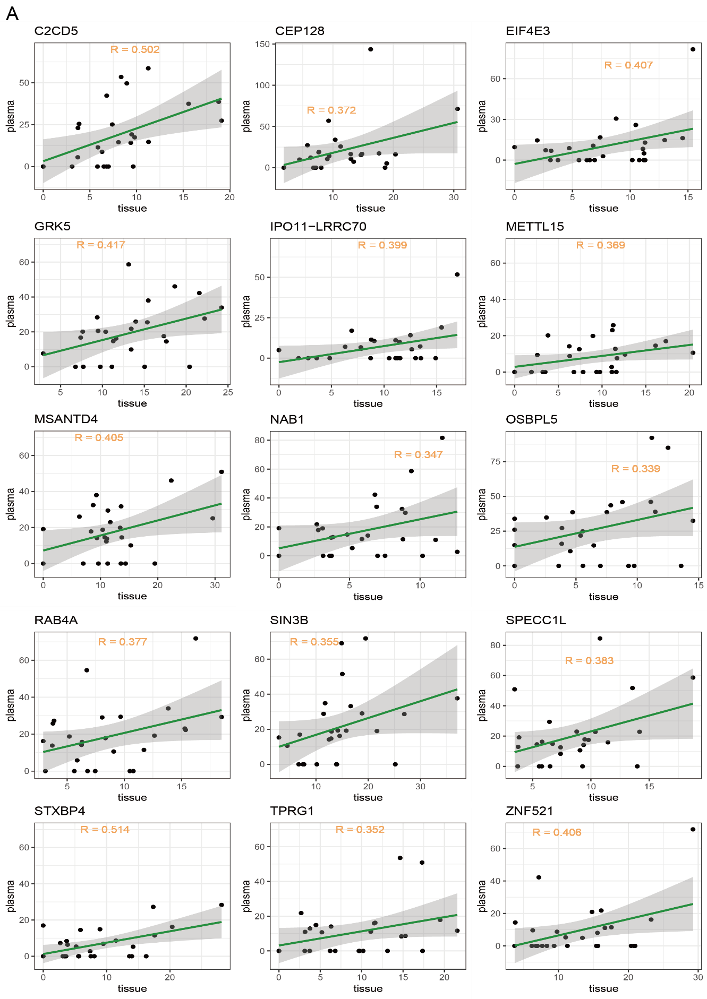 A
C2CD5 CEP128 EIF4E3
R = 0.502 R = 0.372 R = 0.407
plasma plasma plasma
50 25 0
150 100 50 0
60 30 0
0 5 10 15 20
10 20 30
0 5 10 15
tissue tissue tissue
GRK5 IPO11−LRRC70 METTL15
R = 0.417 R = 0.399 R = 0.369
plasma plasma plasma
60 40 20 0
50 25 0
60 40 20 0
5 10 15 20 25
0 5 10 15
0 5 10 15 20
tissue tissue tissue
MSANTD4 NAB1 OSBPL5
R = 0.405 R = 0.347 R = 0.339
plasma plasma plasma
60 40 20 0
80 60 40 20 0
75 50 25 0
0 10 20 30
0 5 10
0 5 10 15
tissue tissue tissue
RAB4A SIN3B SPECC1L
R = 0.377 R = 0.355 R = 0.383
plasma plasma plasma
60 40 20 0
60 40 20 0
80 60 40 20 0
5 10 15
10 20 30
5 10 15
tissue tissue tissue
STXBP4 TPRG1 ZNF521
R = 0.514 R = 0.352 R = 0.406
plasma plasma plasma
60 40 20 0
60 40 20 0
60 40 20 0
0 10 20
0 5 10 15 20
10 20 30
tissue tissue tissue